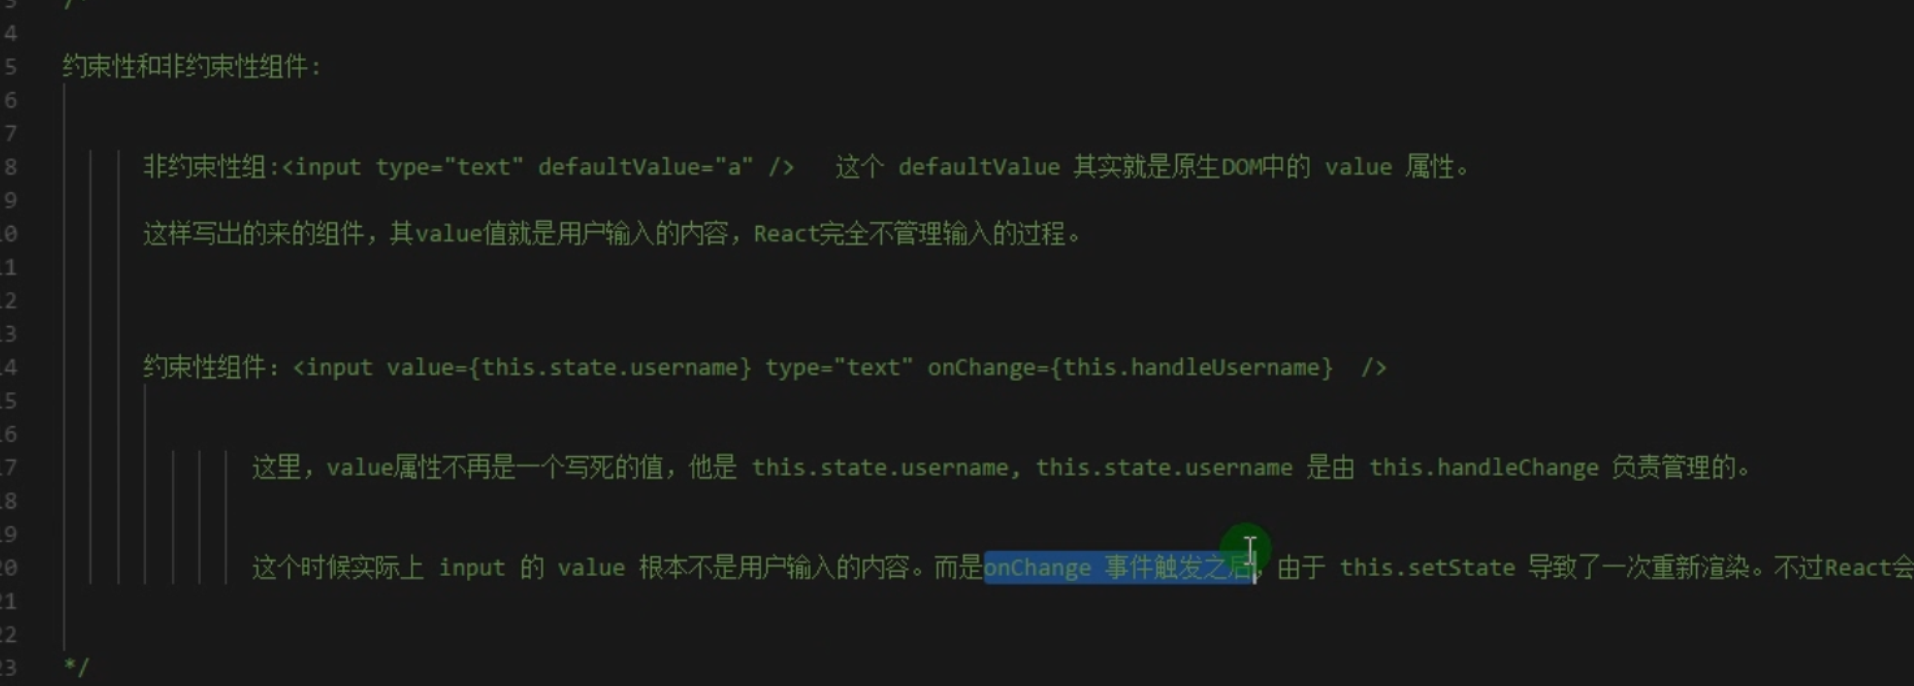 4
5 约束性和非约束性组件:
6
7
8 非约束性组:<input type="text" defaultValue="a" />   这个 defaultValue 其实就是原生DOM中的 value 属性。
9
10 这样写出的来的组件，其value值就是用户输入的内容，React完全不管理输入的过程。
11
12
13
14 约束性组件：<input value={this.state.username} type="text" onChange={this.handleUsername}  />
15
16
17 这里，value属性不再是一个写死的值，他是 this.state.username, this.state.username 是由 this.handleChange 负责管理的。
18
19
20 这个时候实际上 input 的 value 根本不是用户输入的内容。而是onChange 事件触发之后，由于 this.setState 导致了一次重新渲染。不过React会
21
22
23 */